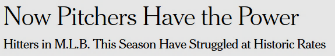 Now Pitchers Have the Power
Hitters in M.L.B. This Season Have Struggled at Historic Rates